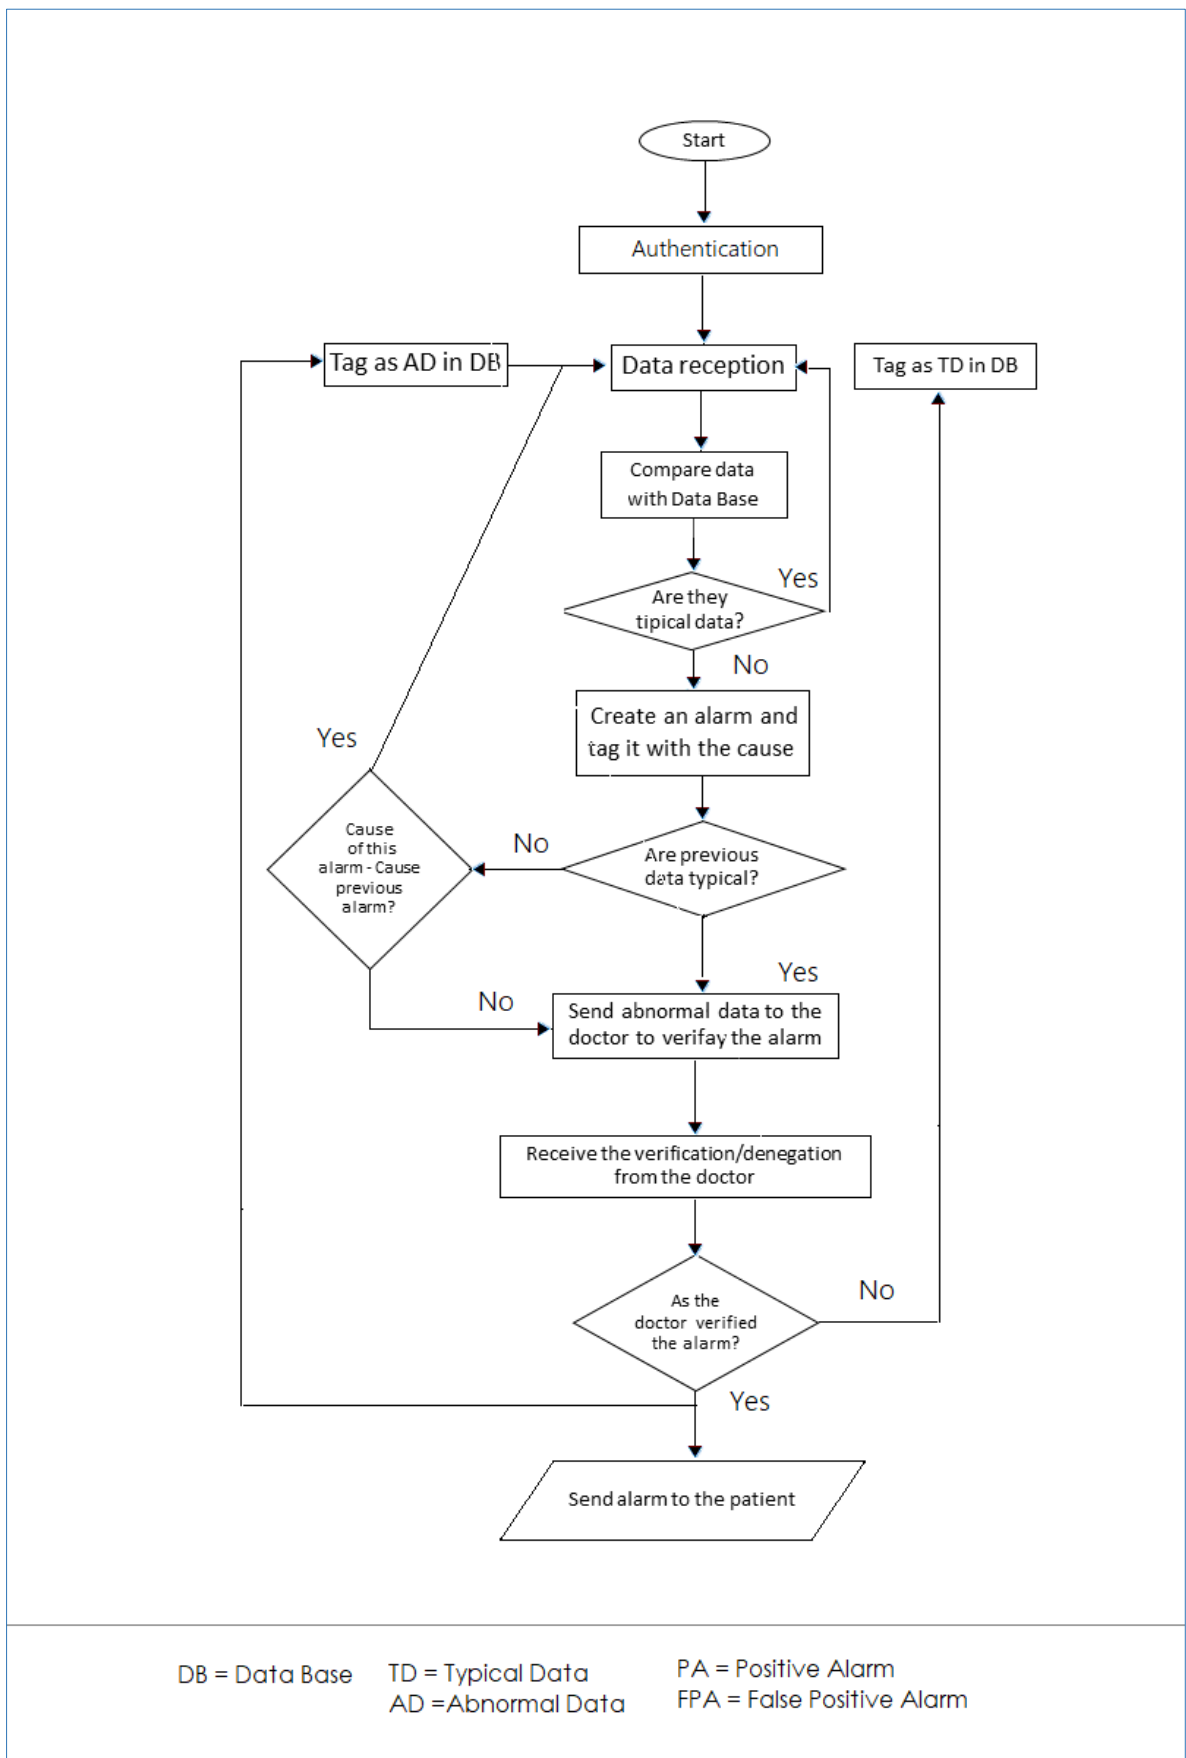 Start
Authentication
Tag as AD in DB
Data reception
Tag as TD in DB
Compare data
with Data Base
Yes
Are they
tipical data?
No
Create an alarm and
tag it with the cause
Yes
Cause
of this
alarm - Cause
previous
alarm?
No
Are previous
data typical?
Yes
No
Send abnormal data to the
doctor to verifay the alarm
Receive the verification/denegation
from the doctor
As the
doctor verified
the alarm?
No
Yes
Send alarm to the patient
DB = Data Base
TD = Typical Data
AD =Abnormal Data
PA = Positive Alarm
FPA = False Positive Alarm